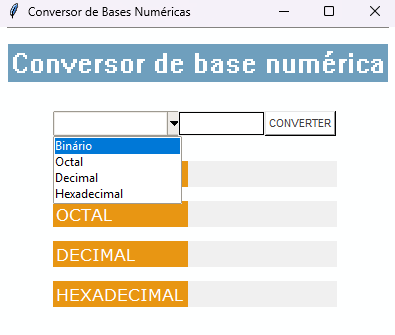 Conversor de Bases Numéricas
Conversor de base numérica
CONVERTER
Binário
Octal
Decimal
Hexadecimal
OCTAL
DECIMAL
HEXADECIMAL